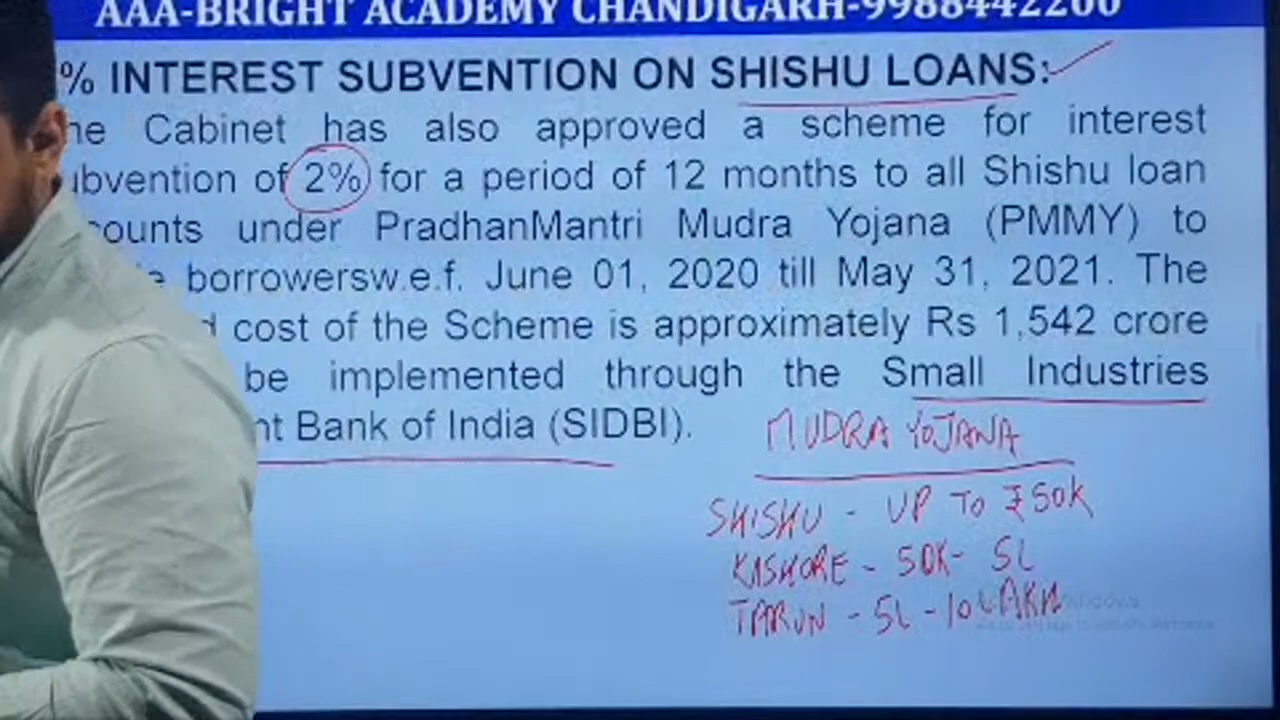 AAA-BRIGHT ACADEMY CHANDIGARH-9988442200
% INTEREST SUBVENTION ON SHISHU LOANS:
he Cabinet has also approved a scheme for interest
ubvention of 2% for a period of 12 months to all Shishu loan
counts under PradhanMantri Mudra Yojana (PMMY) to
e borrowersw.e.f. June 01, 2020 till May 31, 2021. The
d cost of the Scheme is approximately Rs 1,542 crore
be implemented through the Small Industries
nt Bank of India (SIDBI).
MUDRA YOJANA
SHISHU - UP TO ₹50K
KISHORE - 50K- 5L
TARUN - 5L - 10 LAKH